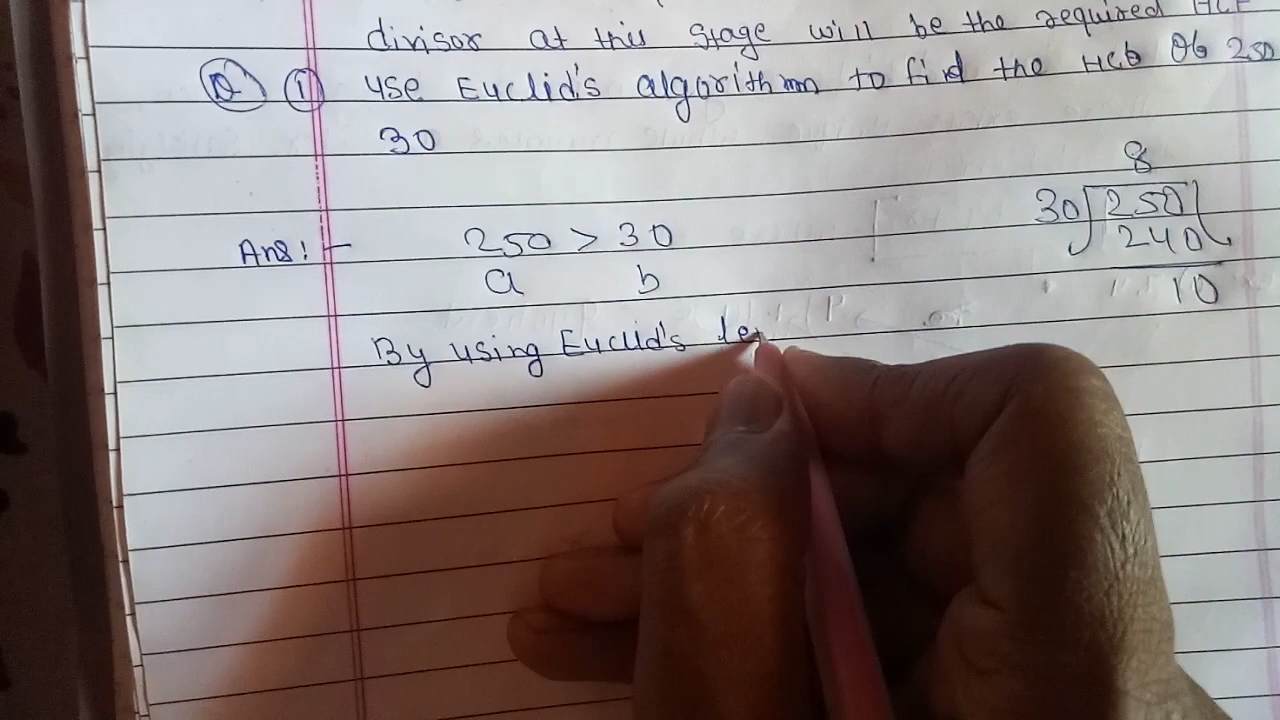 divisor at this stage will be the required HCF
Q 1 use Euclid's algorithm to find the HCF Of 250
30
8
30 250
240
10
Ans:- 250 > 30
a b
By using Euclid's le